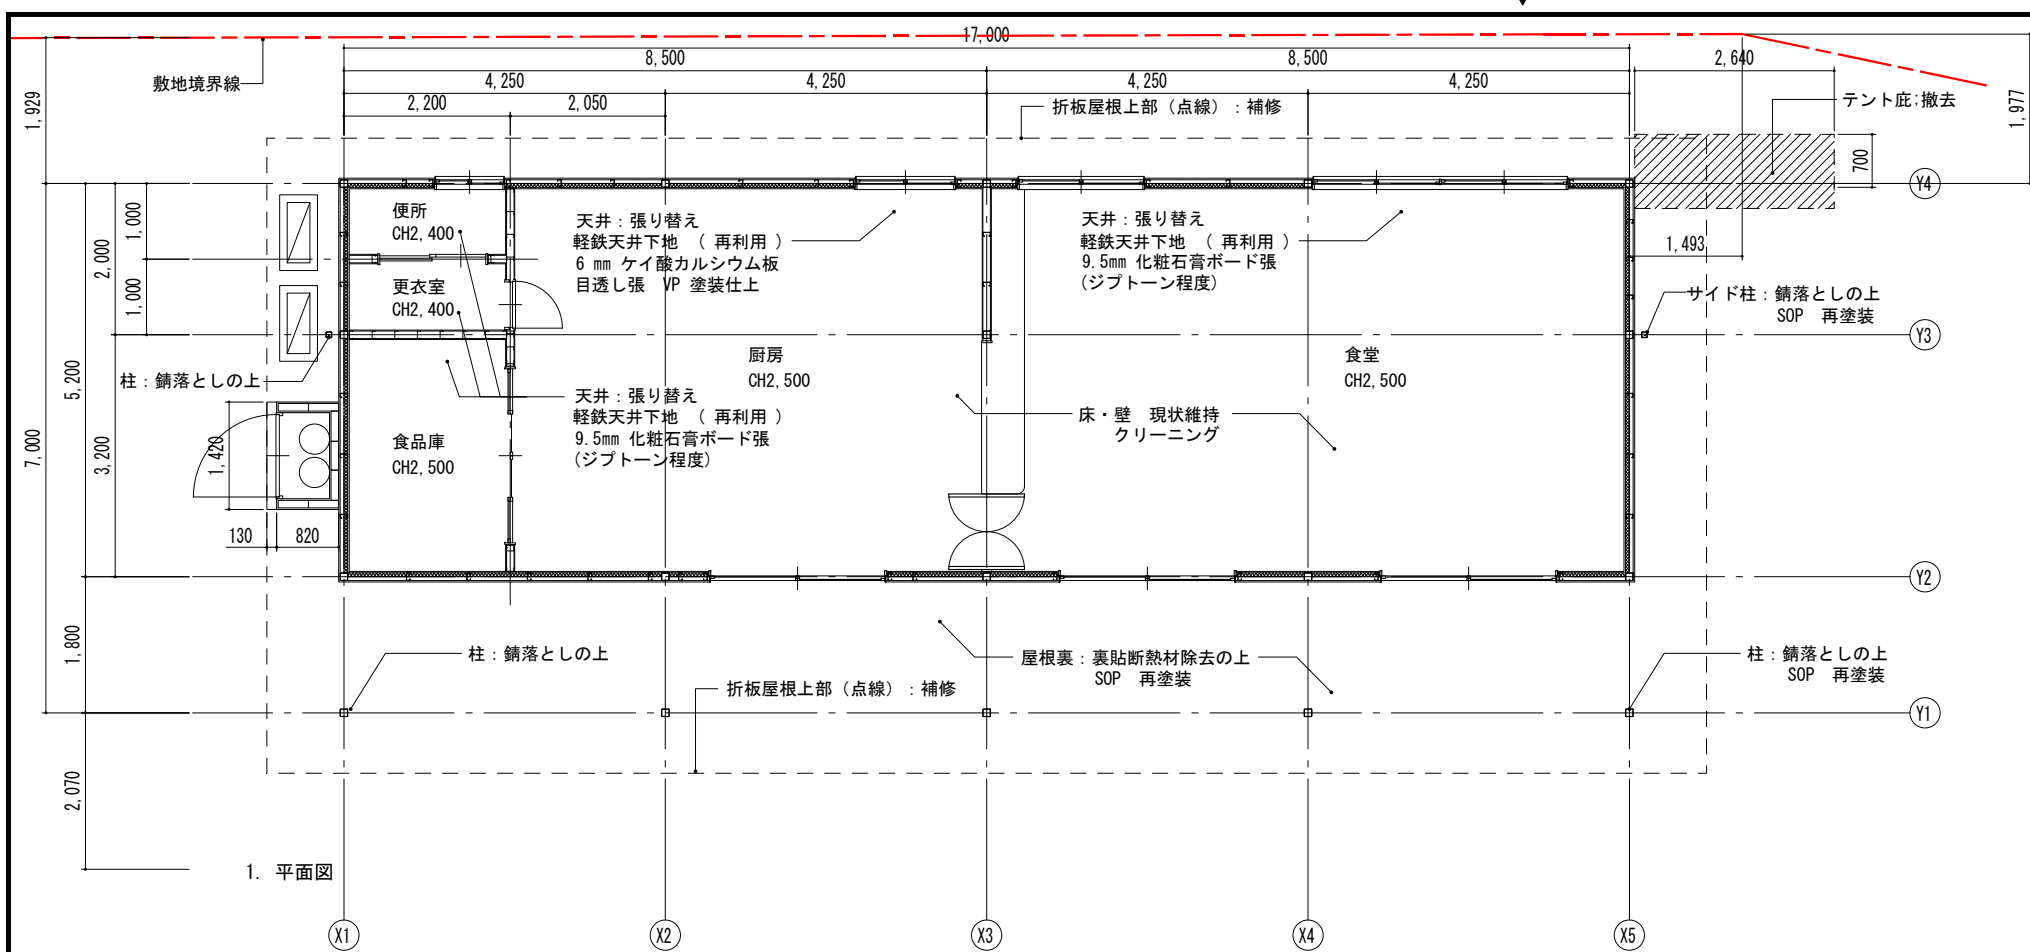 17,000
8,500
8,500
2,640
4,250
4,250
4,250
4,250
2,200
2,050
敷地境界線
1,929
1,977
折板屋根上部（点線）：補修
テント庇;撤去
700
Y4
便所
CH2,400
天井：張り替え
軽鉄天井下地 （ 再利用 ）
6 mm ケイ酸カルシウム板
目透し張 VP 塗装仕上
天井：張り替え
軽鉄天井下地 （ 再利用 ）
9.5mm 化粧石膏ボード張
(ジプトーン程度)
1,493
1,000
2,000
1,000
更衣室
CH2,400
サイド柱：錆落としの上
SOP 再塗装
Y3
厨房
CH2,500
食堂
CH2,500
柱：錆落としの上
5,200
7,000
3,200
1,420
天井：張り替え
軽鉄天井下地 （ 再利用 ）
9.5mm 化粧石膏ボード張
(ジプトーン程度)
床・壁 現状維持
クリーニング
食品庫
CH2,500
130
820
Y2
1,800
柱：錆落としの上
屋根裏：裏貼断熱材除去の上
SOP 再塗装
柱：錆落としの上
SOP 再塗装
折板屋根上部（点線）：補修
Y1
2,070
1. 平面図
X1
X2
X3
X4
X5